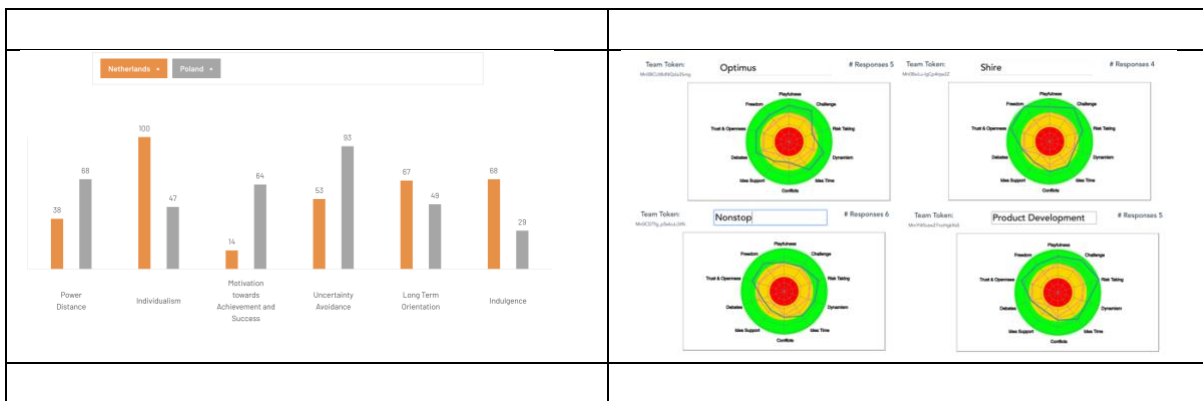 Netherlands
Poland
100
93
68
64
67
68
53
49
47
38
29
14
Power
Distance
Individualism
Motivation
towards
Achievement and
Success
Uncertainty
Avoidance
Long Term
Orientation
Indulgence
Team Token:
Optimus
# Responses 5
Playfulness
Freedom
Challenge
Trust & Openness
Risk Taking
Debates
Dynamism
Idea Support
Idea Time
Conflicts
Team Token:
Shire
# Responses 4
Playfulness
Freedom
Challenge
Trust & Openness
Risk Taking
Debates
Dynamism
Idea Support
Idea Time
Conflicts
Team Token:
Nonstop
# Responses 6
Playfulness
Freedom
Challenge
Trust & Openness
Risk Taking
Debates
Dynamism
Idea Support
Idea Time
Conflicts
Team Token:
Product Development
# Responses 5
Playfulness
Freedom
Challenge
Trust & Openness
Risk Taking
Debates
Dynamism
Idea Support
Idea Time
Conflicts